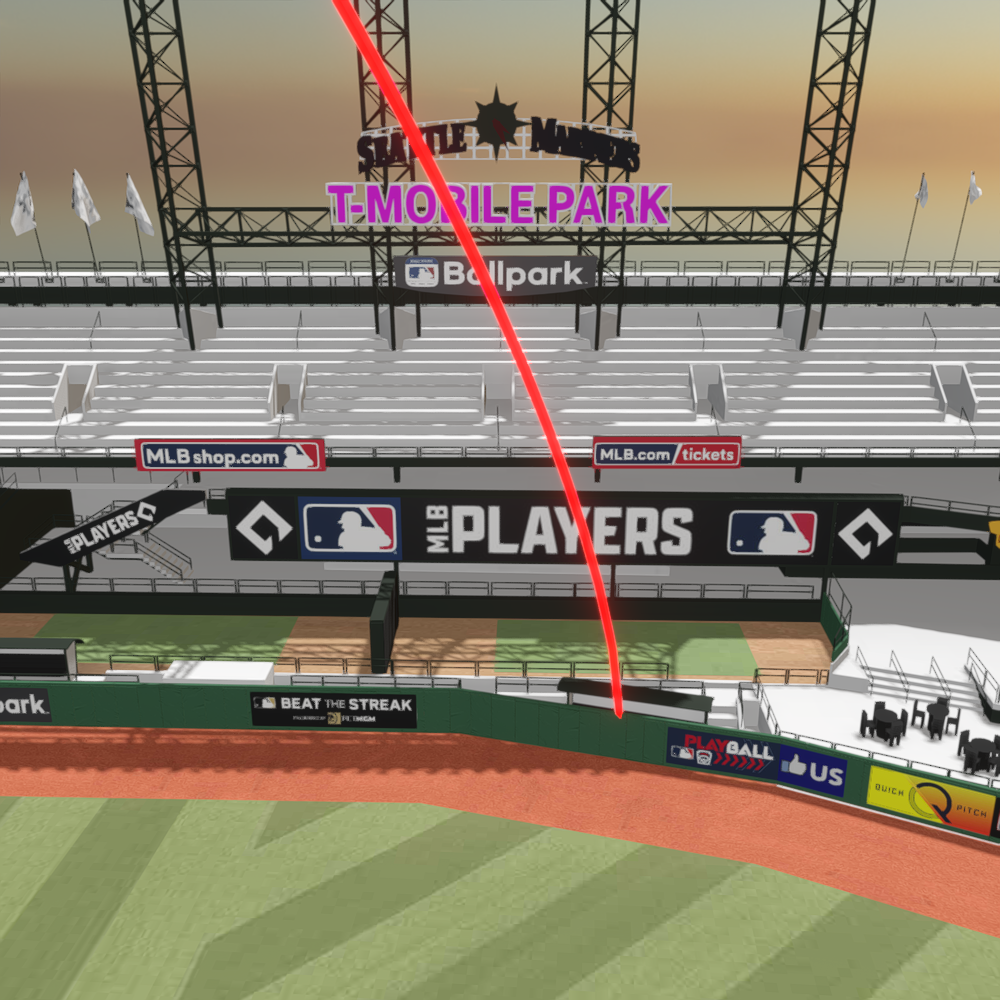 SEATTLE MARINERS
T-MOBILE PARK
Ballpark
MLBshop.com
MLB.com/tickets
MLB PLAYERS
MLB PLAYERS
park
BEAT THE STREAK
PLAYBALL
US
QUICK PITCH